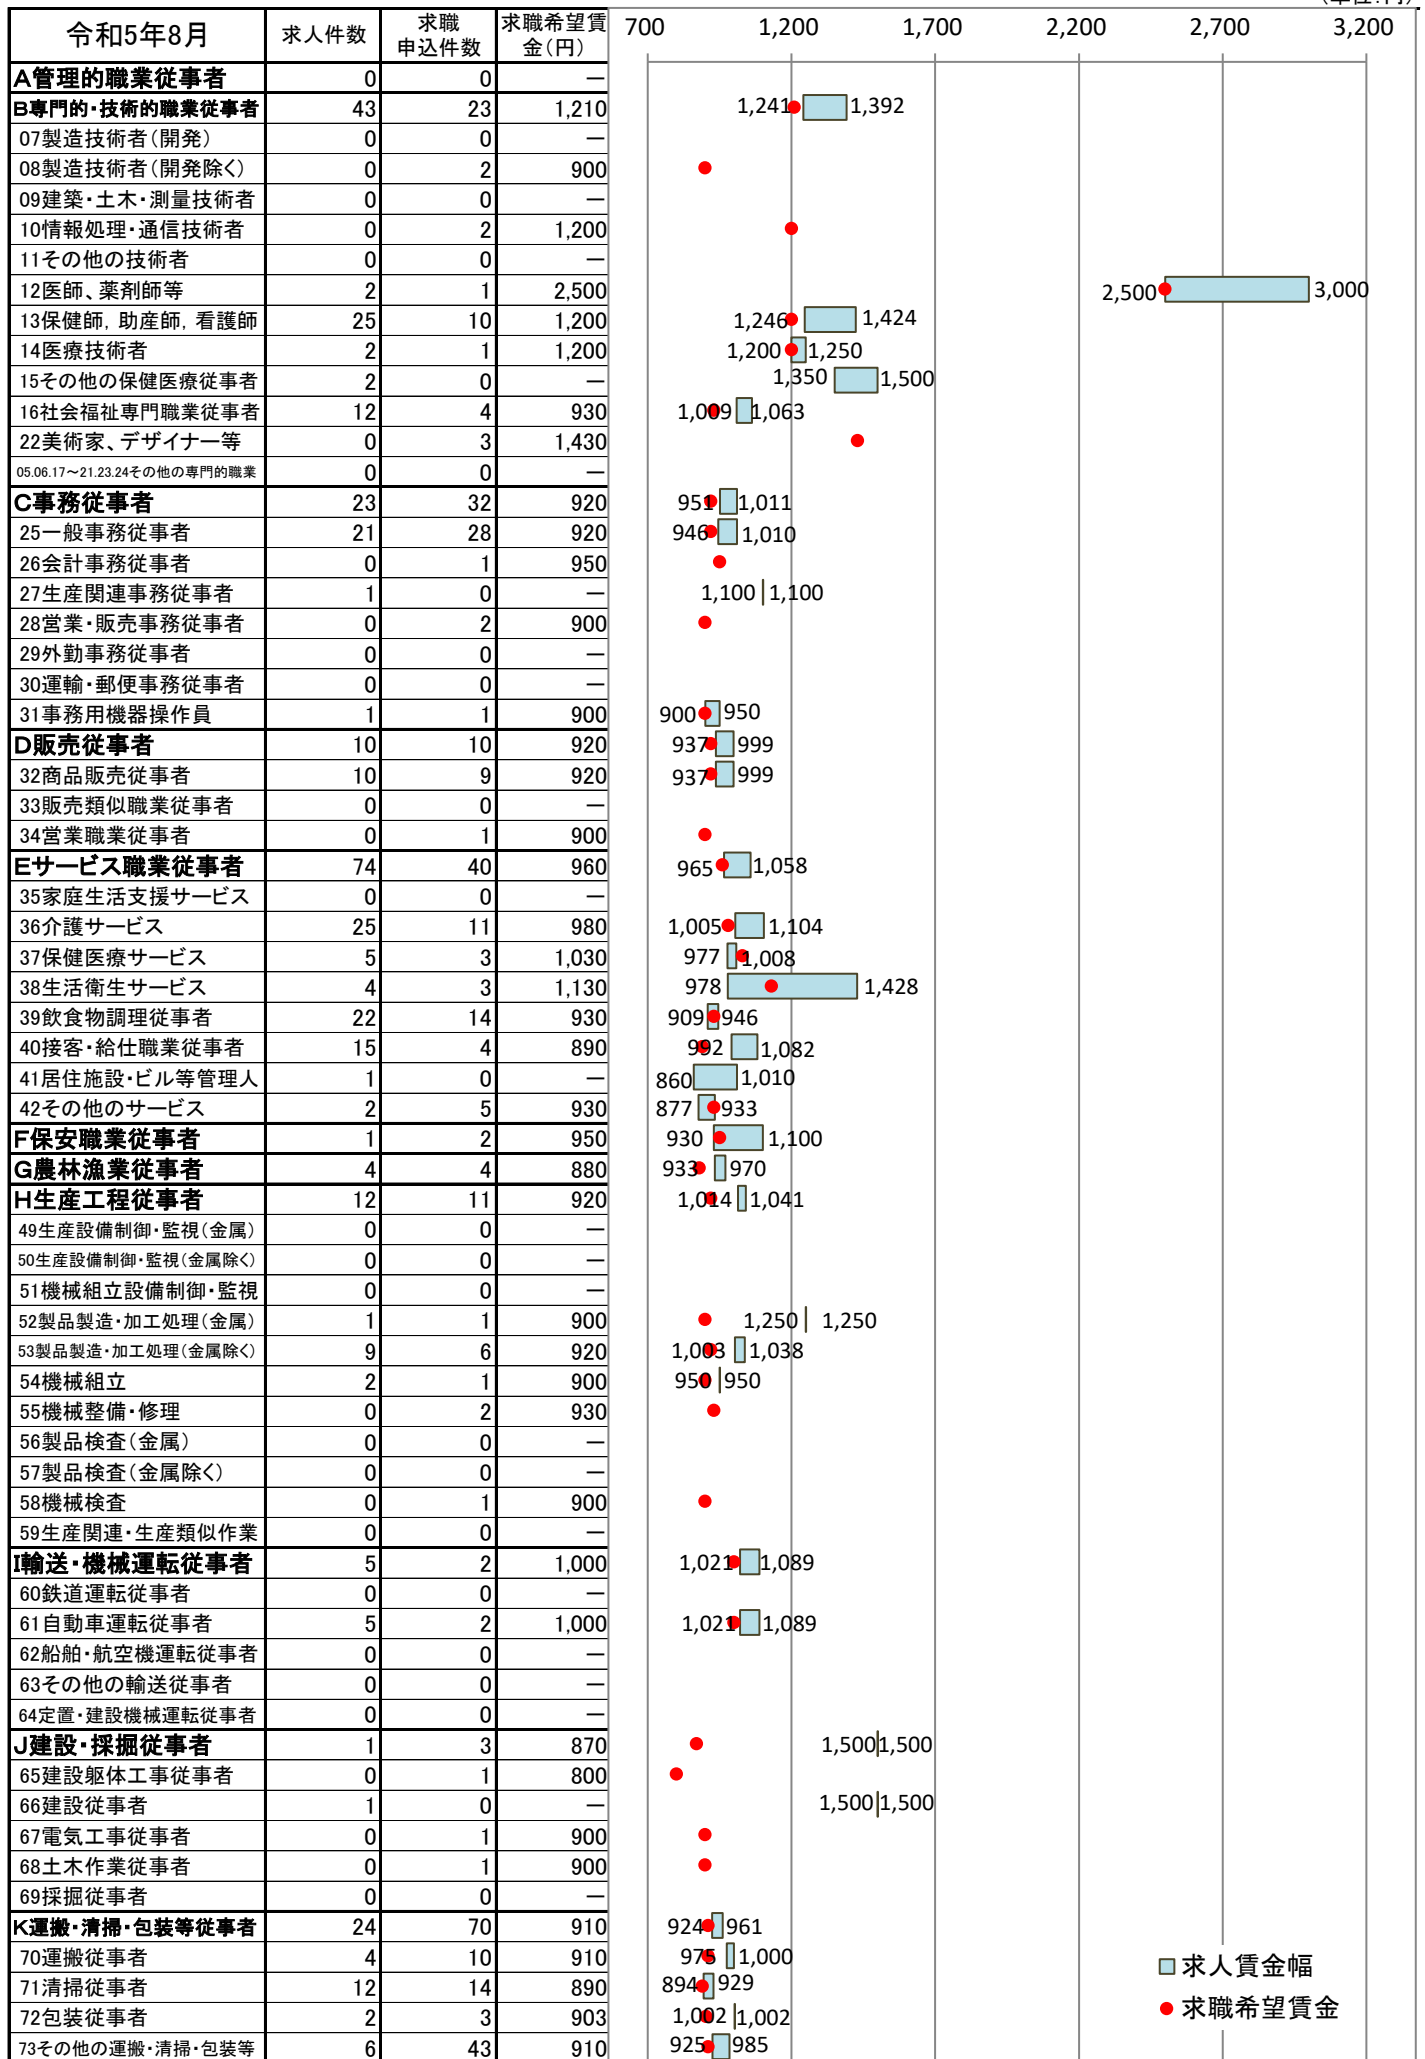 (単位:円)
令和5年8月 求人件数 求職申込件数 求職希望賃金(円) 700 1,200 1,700 2,200 2,700 3,200
A管理的職業従事者 0 0 ―
B専門的・技術的職業従事者 43 23 1,210 1,241 1,392
07製造技術者(開発) 0 0 ―
08製造技術者(開発除く) 0 2 900
09建築・土木・測量技術者 0 0 ―
10情報処理・通信技術者 0 2 1,200
11その他の技術者 0 0 ―
12医師、薬剤師等 2 1 2,500 2,500 3,000
13保健師, 助産師, 看護師 25 10 1,200 1,246 1,424
14医療技術者 2 1 1,200 1,200 1,250
15その他の保健医療従事者 2 0 ― 1,350 1,500
16社会福祉専門職業従事者 12 4 930 1,009 1,063
22美術家、デザイナー等 0 3 1,430
05.06.17～21.23.24その他の専門的職業 0 0 ―
C事務従事者 23 32 920 951 1,011
25一般事務従事者 21 28 920 946 1,010
26会計事務従事者 0 1 950
27生産関連事務従事者 1 0 ― 1,100 1,100
28営業・販売事務従事者 0 2 900
29外勤事務従事者 0 0 ―
30運輸・郵便事務従事者 0 0 ―
31事務用機器操作員 1 1 900 900 950
D販売従事者 10 10 920 937 999
32商品販売従事者 10 9 920 937 999
33販売類似職業従事者 0 0 ―
34営業職業従事者 0 1 900
Eサービス職業従事者 74 40 960 965 1,058
35家庭生活支援サービス 0 0 ―
36介護サービス 25 11 980 1,005 1,104
37保健医療サービス 5 3 1,030 977 1,008
38生活衛生サービス 4 3 1,130 978 1,428
39飲食物調理従事者 22 14 930 909 946
40接客・給仕職業従事者 15 4 890 992 1,082
41居住施設・ビル等管理人 1 0 ― 860 1,010
42その他のサービス 2 5 930 877 933
F保安職業従事者 1 2 950 930 1,100
G農林漁業従事者 4 4 880 933 970
H生産工程従事者 12 11 920 1,014 1,041
49生産設備制御・監視(金属) 0 0 ―
50生産設備制御・監視(金属除く) 0 0 ―
51機械組立設備制御・監視 0 0 ―
52製品製造・加工処理(金属) 1 1 900 1,250 1,250
53製品製造・加工処理(金属除く) 9 6 920 1,003 1,038
54機械組立 2 1 900 950 950
55機械整備・修理 0 2 930
56製品検査(金属) 0 0 ―
57製品検査(金属除く) 0 0 ―
58機械検査 0 1 900
59生産関連・生産類似作業 0 0 ―
I輸送・機械運転従事者 5 2 1,000 1,021 1,089
60鉄道運転従事者 0 0 ―
61自動車運転従事者 5 2 1,000 1,021 1,089
62船舶・航空機運転従事者 0 0 ―
63その他の輸送従事者 0 0 ―
64定置・建設機械運転従事者 0 0 ―
J建設・採掘従事者 1 3 870 1,500 1,500
65建設躯体工事従事者 0 1 800
66建設従事者 1 0 ― 1,500 1,500
67電気工事従事者 0 1 900
68土木作業従事者 0 1 900
69採掘従事者 0 0 ―
K運搬・清掃・包装等従事者 24 70 910 924 961
70運搬従事者 4 10 910 975 1,000
71清掃従事者 12 14 890 894 929
72包装従事者 2 3 903 1,002 1,002
73その他の運搬・清掃・包装等 6 43 910 925 985
求人賃金幅
求職希望賃金